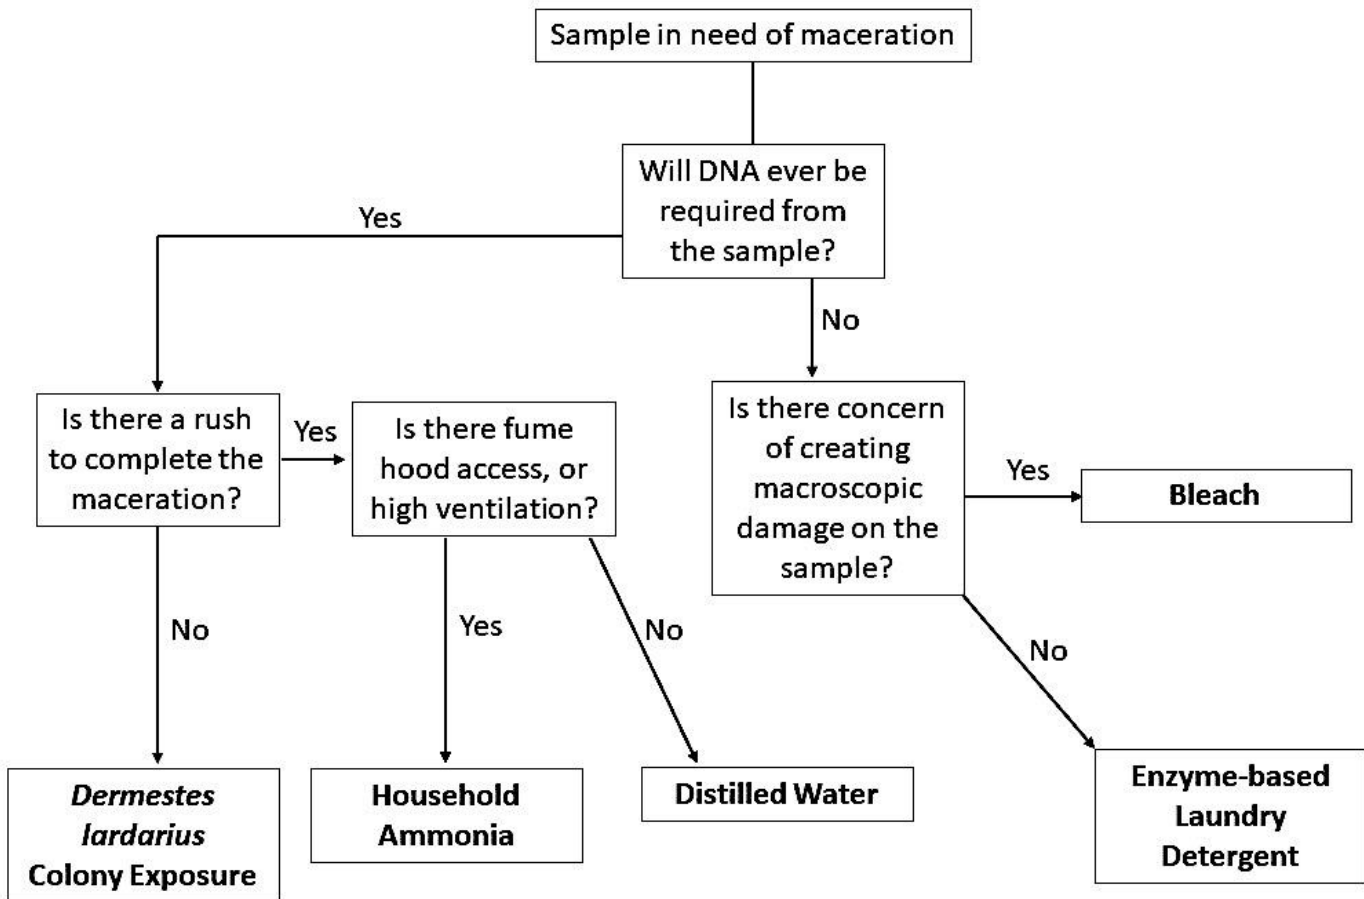 Sample in need of maceration
Will DNA ever be
required from
the sample?
Yes
No
Is there a rush
to complete the
maceration?
Yes
Is there fume
hood access, or
high ventilation?
Is there concern
of creating
macroscopic
damage on the
sample?
Yes
Bleach
No
Yes
No
No
Dermestes
lardarius
Colony Exposure
Household
Ammonia
Distilled Water
Enzyme-based
Laundry
Detergent